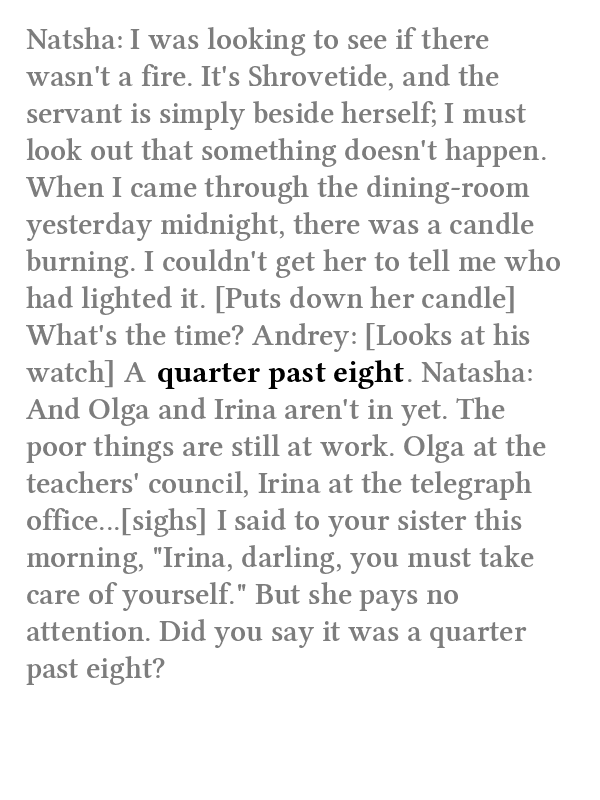 Natsha: I was looking to see if there
wasn't a fire. It's Shrovetide, and the
servant is simply beside herself; I must
look out that something doesn't happen.
When I came through the dining-room
yesterday midnight, there was a candle
burning. I couldn't get her to tell me who
had lighted it. [Puts down her candle]
What's the time? Andrey: [Looks at his
watch] A quarter past eight. Natasha:
And Olga and Irina aren't in yet. The
poor things are still at work. Olga at the
teachers' council, Irina at the telegraph
office...[sighs] I said to your sister this
morning, "Irina, darling, you must take
care of yourself." But she pays no
attention. Did you say it was a quarter
past eight?